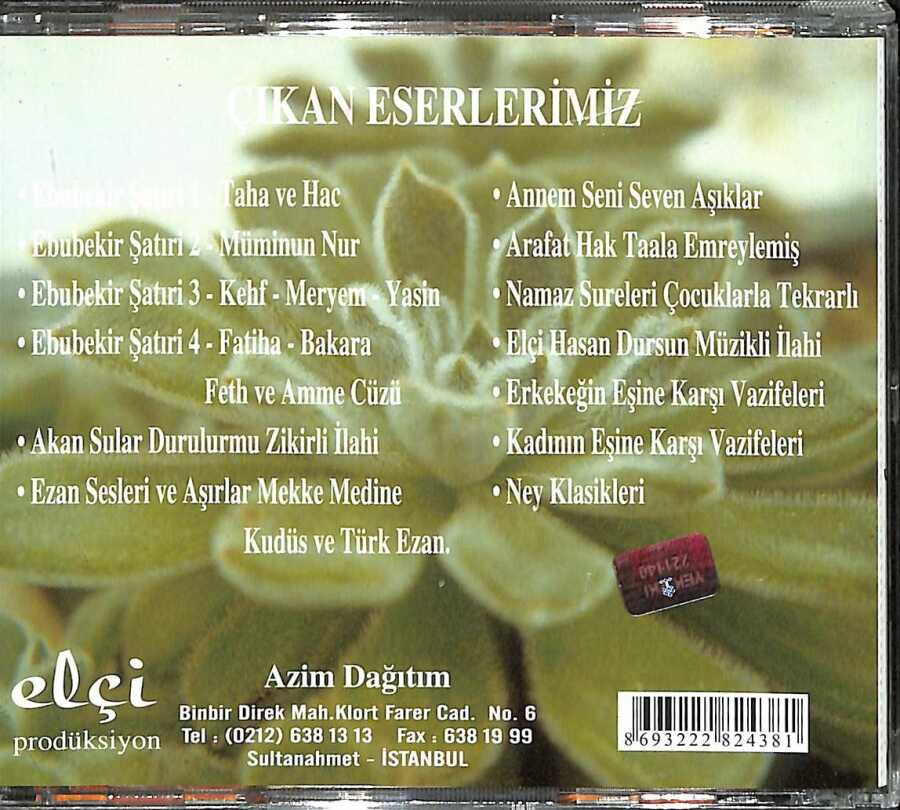 ÇIKAN ESERLERİMİZ
• Ebubekir Şatıri 1 - Taha ve Hac
• Ebubekir Şatıri 2 - Müminun Nur
• Ebubekir Şatıri 3 - Kehf - Meryem - Yasin
• Ebubekir Şatıri 4 - Fatiha - Bakara
Feth ve Amme Cüzü
• Akan Sular Durulurmu Zikirli İlahi
• Ezan Sesleri ve Aşırlar Mekke Medine
Kudüs ve Türk Ezan.
• Annem Seni Seven Aşıklar
• Arafat Hak Taala Emreylemiş
• Namaz Sureleri Çocuklarla Tekrarlı
• Elçi Hasan Dursun Müzikli İlahi
• Erkekeğin Eşine Karşı Vazifeleri
• Kadının Eşine Karşı Vazifeleri
• Ney Klasikleri
elçi
prodüksiyon
Azim Dağıtım
Binbir Direk Mah.Klort Farer Cad. No. 6
Tel : (0212) 638 13 13 Fax : 638 19 99
Sultanahmet - İSTANBUL
8 693222 824381